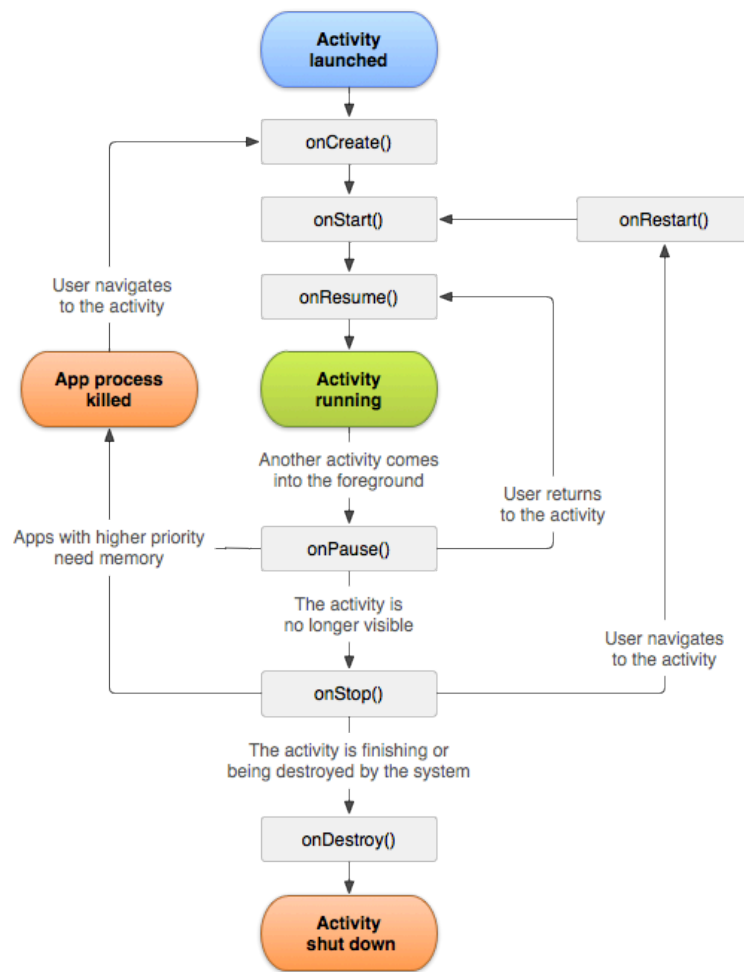 Activity
launched
onCreate()
onStart()
onRestart()
User navigates
to the activity
onResume()
App process
killed
Activity
running
Another activity comes
into the foreground
User returns
to the activity
Apps with higher priority
need memory
onPause()
The activity is
no longer visible
User navigates
to the activity
onStop()
The activity is finishing or
being destroyed by the system
onDestroy()
Activity
shut down